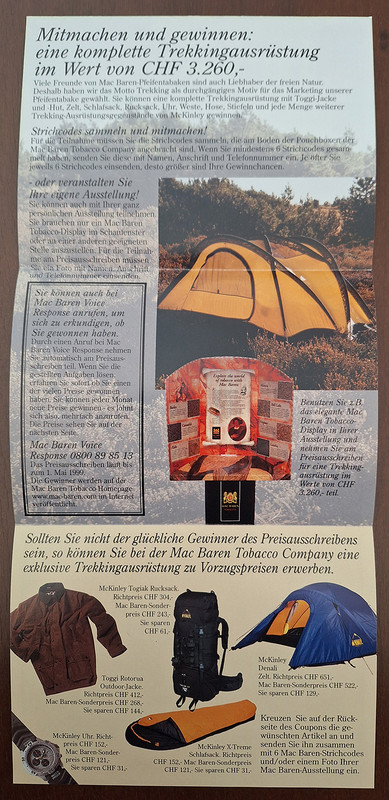 Mitmachen und gewinnen:
eine komplette Trekkingausrüstung
im Wert von CHF 3.260,-
Viele Freunde von Mac Baren-Pfeifentabaken sind auch Liebhaber der freien Natur.
Deshalb haben wir das Motto Trekking als durchgängiges Motiv für das Marketing unserer
Pfeifentabake gewählt. Sie können eine komplette Trekkingausrüstung mit Toggi-Jacke
und -Hut, Zelt, Schlafsack, Rucksack, Uhr, Weste, Hose, Stiefeln und jede Menge weiterer
Trekking-Ausrüstungsgegenstände von McKinley gewinnen.
Strichcodes sammeln und mitmachen!
Für die Teilnahme müssen Sie die Strichcodes sammeln, die am Boden der Pouchboxen der
Mac Baren Tobacco Company angebracht sind. Wenn Sie mindestens 6 Strichcodes gesam-
melt haben, senden Sie diese mit Namen, Anschrift und Telefonnummer ein. Je öfter Sie
jeweils 6 Strichcodes einsenden, desto größer sind Ihre Gewinnchancen.
- oder veranstalten Sie
Ihre eigene Ausstellung!
Sie können auch mit Ihrer ganz
persönlichen Ausstellung teilnehmen.
Sie brauchen nur ein Mac Baren
Tobacco-Display im Schaufenster
oder an einer anderen geeigneten
Stelle auszustellen. Für die Teilnah-
me am Preisausschreiben müssen
Sie ein Foto mit Namen, Anschrift
und Telefonnummer einsenden.
Sie können auch bei
Mac Baren Voice
Response anrufen, um
sich zu erkundigen, ob
Sie gewonnen haben.
Durch einen Anruf bei Mac
Baren Voice Response nehmen
Sie automatisch am Preisaus-
schreiben teil. Wenn Sie die
gestellten Aufgaben lösen,
erfahren Sie sofort ob Sie einen
der vielen Preise gewonnen
haben. Sie können jeden Monat
neue Preise gewinnen - es lohnt
sich also, mehrfach anzurufen.
Die Preise sehen Sie auf der
nächsten Seite.
Mac Baren Voice
Response 0800 89 85 13
Das Preisausschreiben läuft bis
zum 1. Mai 1999.
Die Gewinner werden auf der
Mac Baren Tobacco Homepage:
www.mac-baren.com im Internet
veröffentlicht.
Explore the world
of tobacco with
Mac Baren
MAC BAREN
Benutzen Sie z.B.
das elegante Mac
Baren Tobacco-
Display in Ihrer
Ausstellung und
nehmen Sie am
Preisausschreiben
für eine Trekking-
ausrüstung im
Werte von CHF
3.260,- teil.
Sollten Sie nicht der glückliche Gewinner des Preisausschreibens
sein, so können Sie bei der Mac Baren Tobacco Company eine
exklusive Trekkingausrüstung zu Vorzugspreisen erwerben.
McKinley Togiak Rucksack.
Richtpreis CHF 304,-
Mac Baren-Sonder-
preis CHF 243,-
Sie sparen
CHF 61,-
Toggi Rotorua
Outdoor-Jacke.
Richtpreis CHF 412,-
Mac Baren-Sonderpreis CHF 268,-
Sie sparen CHF 144,-
McKinley
Denali
Zelt. Richtpreis CHF 651,-
Mac Baren-Sonderpreis CHF 522,-
Sie sparen CHF 129,-
McKinley Uhr. Richt-
preis CHF 152,-
Mac Baren-Sonder-
preis CHF 121,-
Sie sparen CHF 31,-
McKinley X-Treme
Schlafsack. Richtpreis
CHF 152,- Mac Baren-Sonderpreis
CHF 121,- Sie sparen CHF 31,-
Kreuzen Sie auf der Rück-
seite des Coupons die ge-
wünschten Artikel an und
senden Sie ihn zusammen
mit 6 Mac Baren-Strichcodes
und/oder einem Foto Ihrer
Mac Baren-Ausstellung ein.